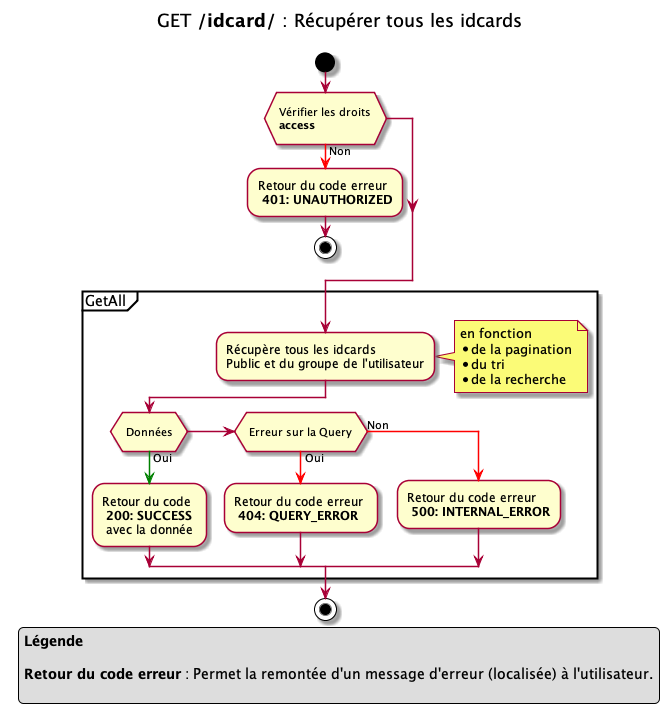 GET /idcard/ : Récupérer tous les idcards
Vérifier les droits
access
Non
Retour du code erreur
401: UNAUTHORIZED
GetAll
Récupère tous les idcards
Public et du groupe de l'utilisateur
en fonction
•de la pagination
•du tri
•de la recherche
Données
Oui
Erreur sur la Query
Oui
Non
Retour du code
200: SUCCESS
avec la donnée
Retour du code erreur
404: QUERY_ERROR
Retour du code erreur
500: INTERNAL_ERROR
Légende
Retour du code erreur : Permet la remontée d'un message d'erreur (localisée) à l'utilisateur.